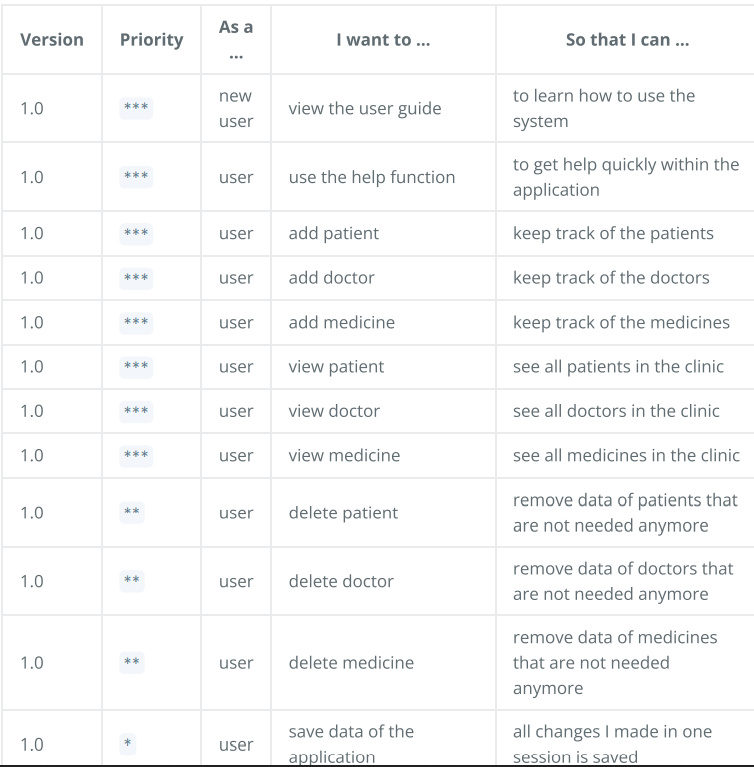 Version Priority As a ... I want to ... So that I can ...
1.0 *** new user view the user guide to learn how to use the system
1.0 *** user use the help function to get help quickly within the application
1.0 *** user add patient keep track of the patients
1.0 *** user add doctor keep track of the doctors
1.0 *** user add medicine keep track of the medicines
1.0 *** user view patient see all patients in the clinic
1.0 *** user view doctor see all doctors in the clinic
1.0 *** user view medicine see all medicines in the clinic
1.0 ** user delete patient remove data of patients that are not needed anymore
1.0 ** user delete doctor remove data of doctors that are not needed anymore
1.0 ** user delete medicine remove data of medicines that are not needed anymore
1.0 * user save data of the application all changes I made in one session is saved